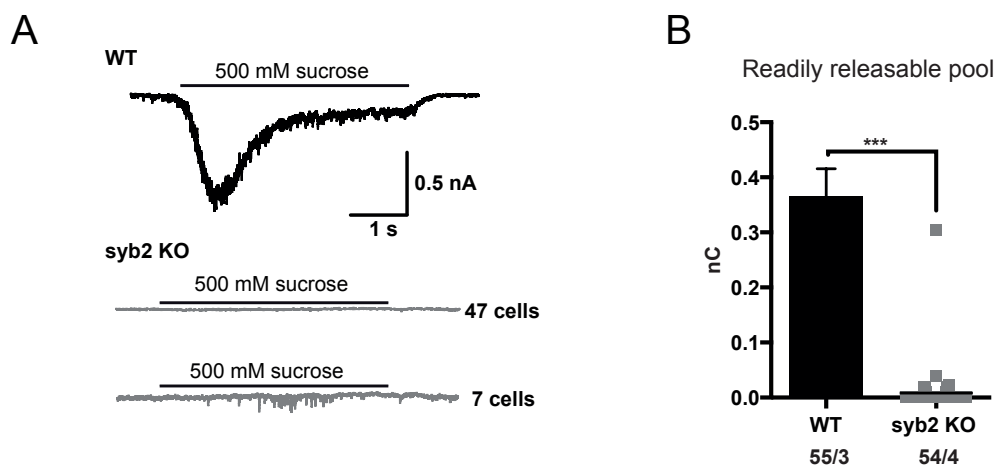 A
WT
500 mM sucrose
0.5 nA
1 s
syb2 KO
500 mM sucrose
47 cells
500 mM sucrose
7 cells
B
Readily releasable pool
***
0.5
0.4
0.3
0.2
0.1
0.0
nC
WT
syb2 KO
55/3
54/4